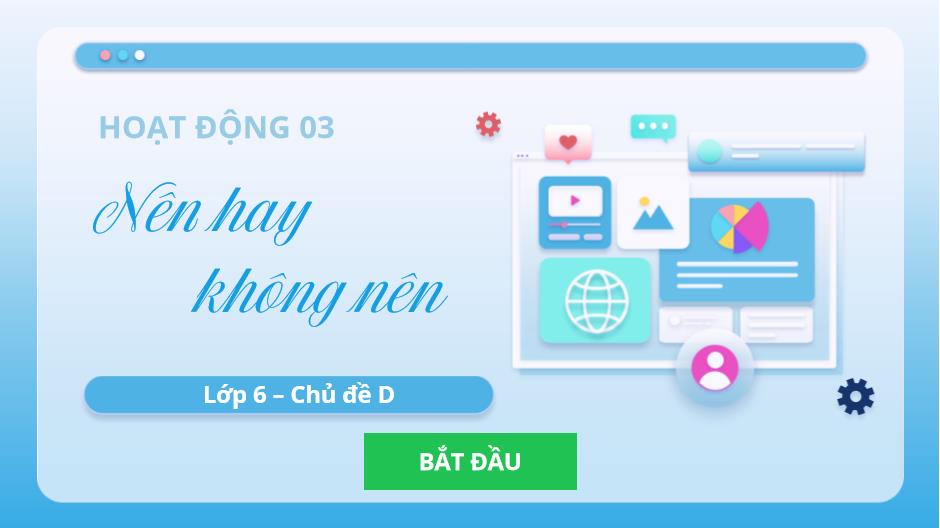 HOẠT ĐỘNG 03
Nên hay
không nên
Lớp 6 – Chủ đề D
BẮT ĐẦU